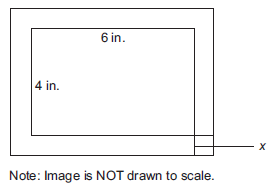 6 in.
4 in.
x
Note: Image is NOT drawn to scale.